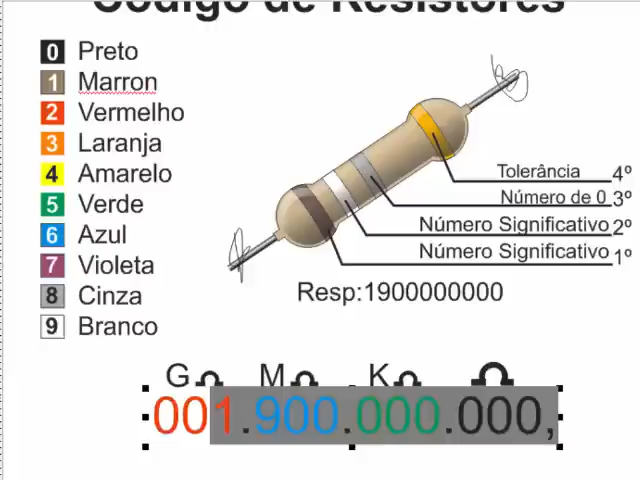 Código de Resistores
0 Preto
1 Marron
2 Vermelho
3 Laranja
4 Amarelo
5 Verde
6 Azul
7 Violeta
8 Cinza
9 Branco
Tolerância 4º
Número de 0 3º
Número Significativo 2º
Número Significativo 1º
Resp:1900000000
GΩ MΩ KΩ Ω
001.900.000.000,